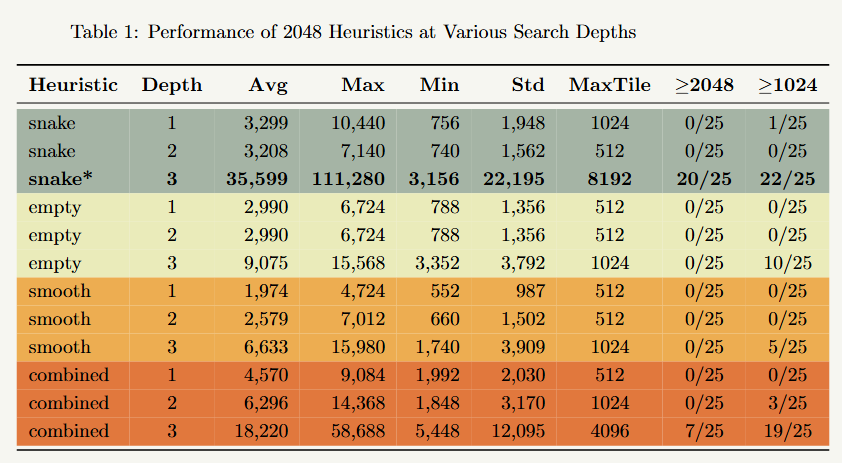 Table 1: Performance of 2048 Heuristics at Various Search Depths
Heuristic Depth Avg Max Min Std MaxTile ≥2048 ≥1024
snake 1 3,299 10,440 756 1,948 1024 0/25 1/25
snake 2 3,208 7,140 740 1,562 512 0/25 0/25
snake* 3 35,599 111,280 3,156 22,195 8192 20/25 22/25
empty 1 2,990 6,724 788 1,356 512 0/25 0/25
empty 2 2,990 6,724 788 1,356 512 0/25 0/25
empty 3 9,075 15,568 3,352 3,792 1024 0/25 10/25
smooth 1 1,974 4,724 552 987 512 0/25 0/25
smooth 2 2,579 7,012 660 1,502 512 0/25 0/25
smooth 3 6,633 15,980 1,740 3,909 1024 0/25 5/25
combined 1 4,570 9,084 1,992 2,030 512 0/25 0/25
combined 2 6,296 14,368 1,848 3,170 1024 0/25 3/25
combined 3 18,220 58,688 5,448 12,095 4096 7/25 19/25